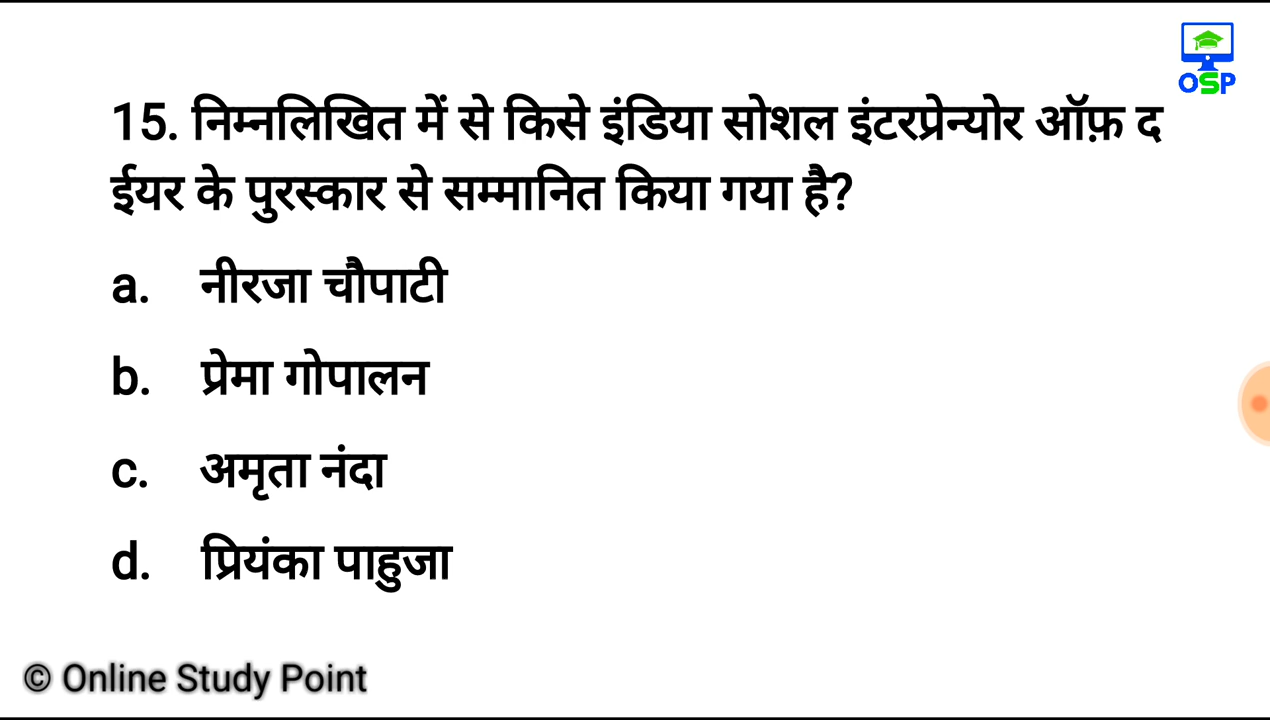 OSP
15. निम्नलिखित में से किसे इंडिया सोशल इंटरप्रेन्योर ऑफ़ द
ईयर के पुरस्कार से सम्मानित किया गया है?
a. नीरजा चौपाटी
b. प्रेमा गोपालन
c. अमृता नंदा
d. प्रियंका पाहुजा
© Online Study Point